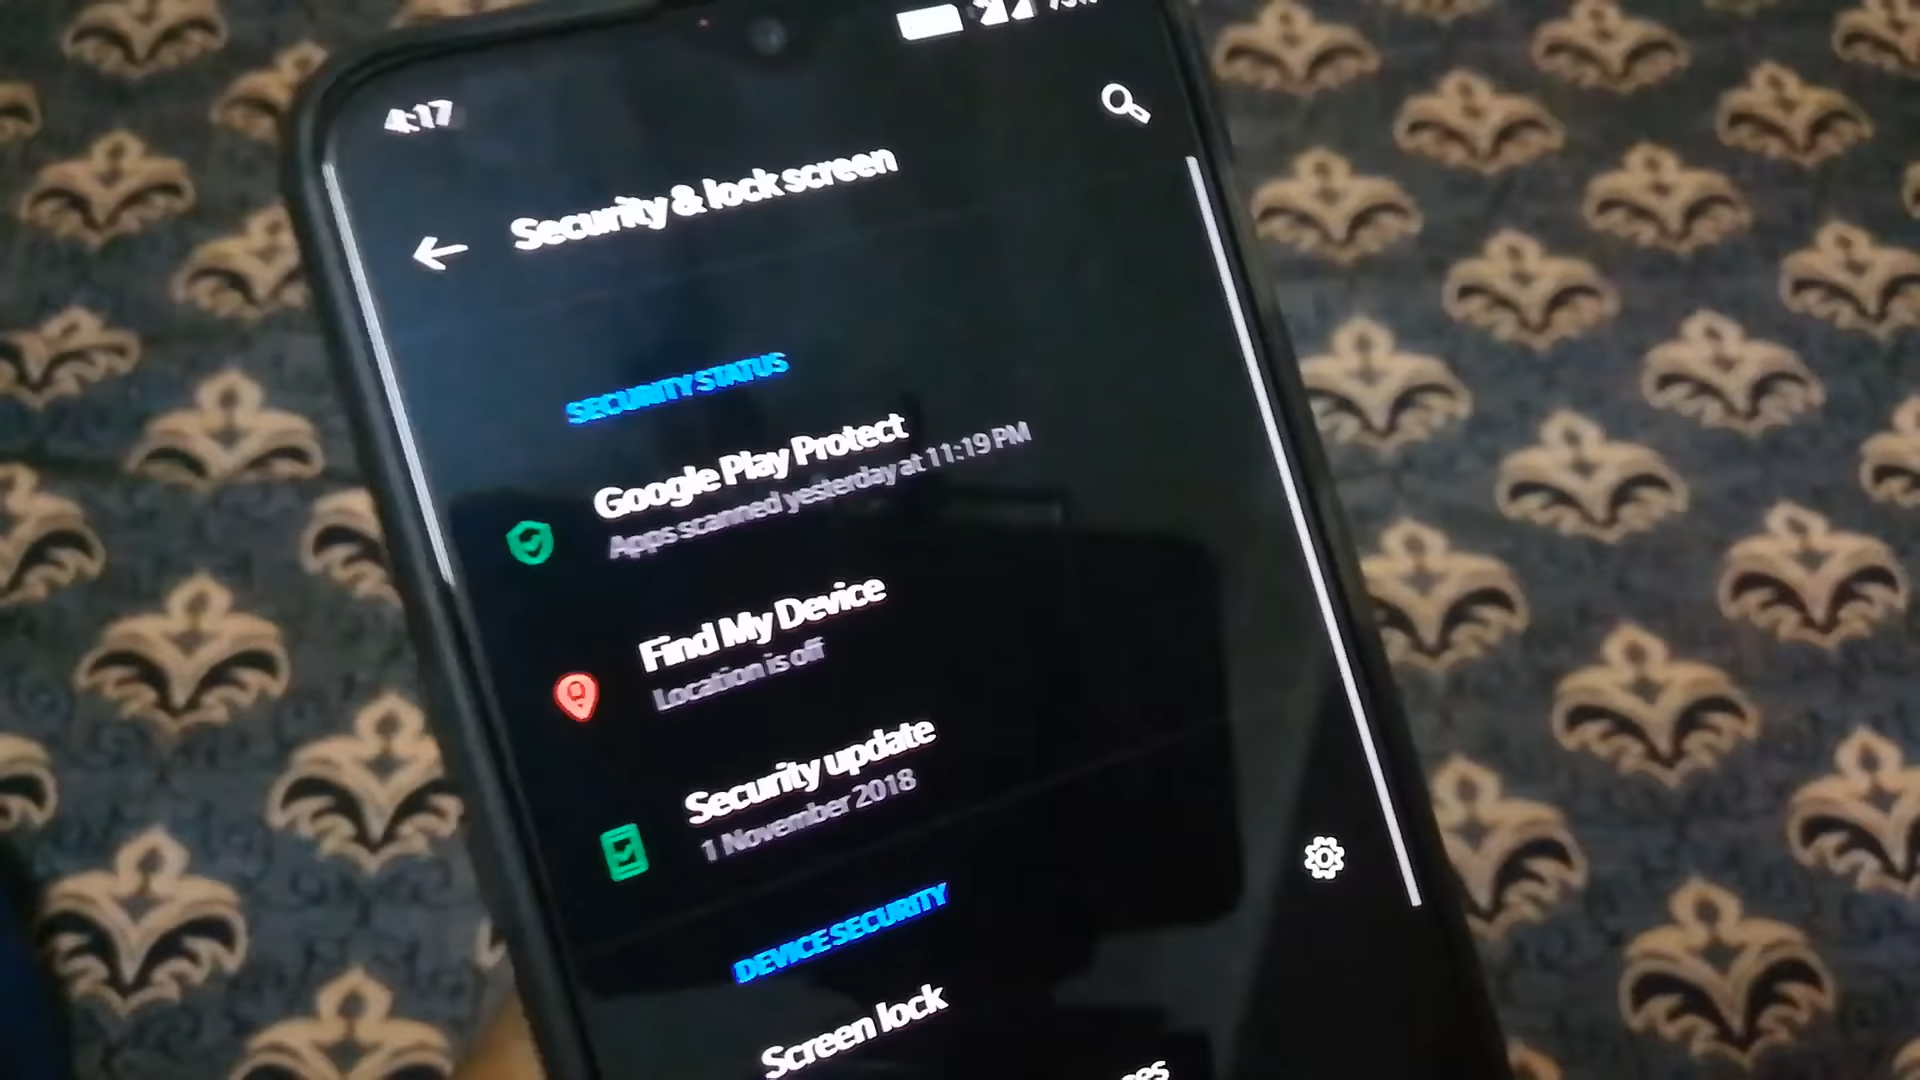 4:17
Security & lock screen
SECURITY STATUS
Google Play Protect
Apps scanned yesterday at 11:19 PM
Find My Device
Location is off
Security update
1 November 2018
DEVICE SECURITY
Screen lock